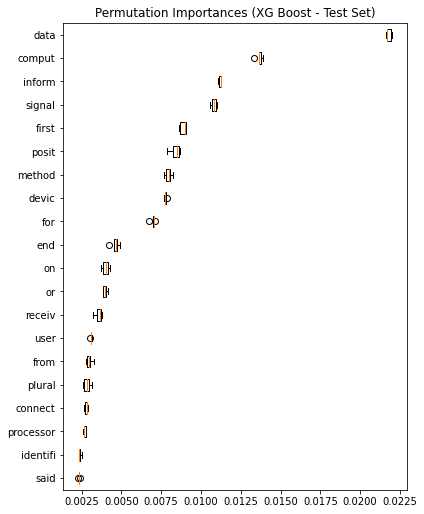 Permutation Importances (XG Boost - Test Set)
data
comput
inform
signal
first
posit
method
devic
for
end
on
or
receiv
user
from
plural
connect
processor
identifi
said
0.0025 0.0050 0.0075 0.0100 0.0125 0.0150 0.0175 0.0200 0.0225